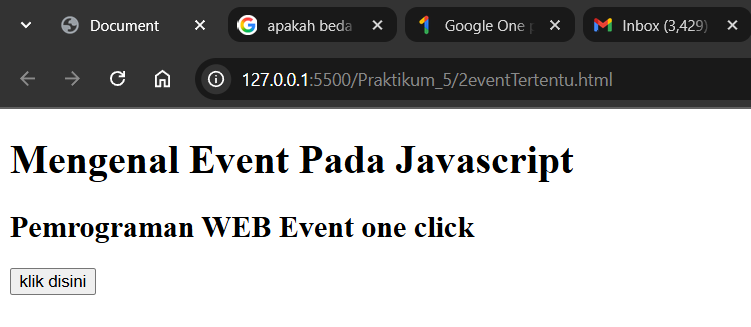 Document
apakah beda
Google One p
Inbox (3,429)
127.0.0.1:5500/Praktikum_5/2eventTertentu.html
Mengenal Event Pada Javascript
Pemrograman WEB Event one click
klik disini